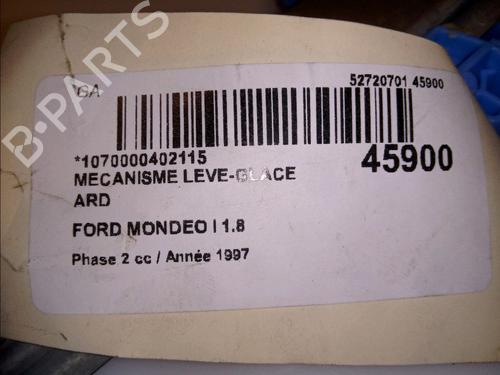 B-PARTS
GA 52720701 45900
*1070000402115 45900
MECANISME LEVE-GLACE
ARD
FORD MONDEO I 1.8
Phase 2 cc / Année 1997